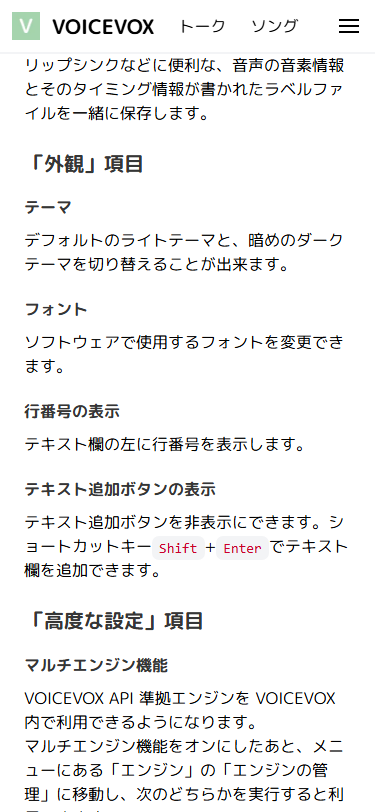 V VOICEVOX トーク ソング
リップシンクなどに便利な、音声の音素情報
とそのタイミング情報が書かれたラベルファ
イルを一緒に保存します。
「外観」項目
テーマ
デフォルトのライトテーマと、暗めのダーク
テーマを切り替えることが出来ます。
フォント
ソフトウェアで使用するフォントを変更でき
ます。
行番号の表示
テキスト欄の左に行番号を表示します。
テキスト追加ボタンの表示
テキスト追加ボタンを非表示にできます。シ
ョートカットキー Shift + Enter でテキスト
欄を追加できます。
「高度な設定」項目
マルチエンジン機能
VOICEVOX API 準拠エンジンを VOICEVOX
内で利用できるようになります。
マルチエンジン機能をオンにしたあと、メニ
ューにある「エンジン」の「エンジンの管
理」に移動し、次のどちらかを実行すると利